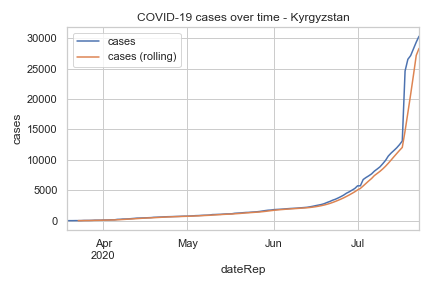 COVID-19 cases over time - Kyrgyzstan
cases
cases (rolling)
30000
25000
20000
15000
10000
5000
0
cases
Apr
2020
May
Jun
Jul
dateRep